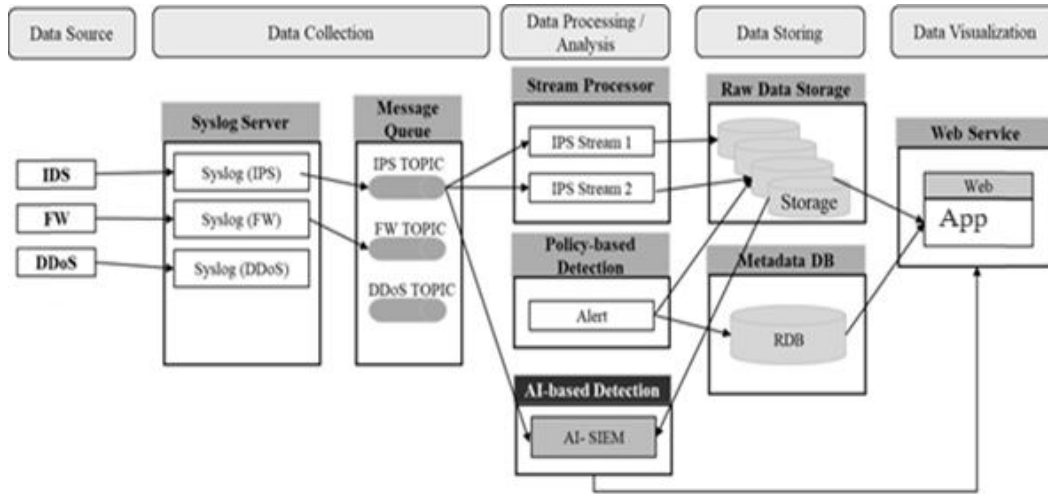 Data Source
Data Collection
Data Processing /
Analysis
Data Storing
Data Visualization
Syslog Server
Syslog (IPS)
Syslog (FW)
Syslog (DDoS)
IDS
FW
DDoS
Message
Queue
IPS TOPIC
FW TOPIC
DDoS TOPIC
Stream Processor
IPS Stream 1
IPS Stream 2
Policy-based
Detection
Alert
AI-based Detection
AI- SIEM
Raw Data Storage
Storage
Metadata DB
RDB
Web Service
Web
App